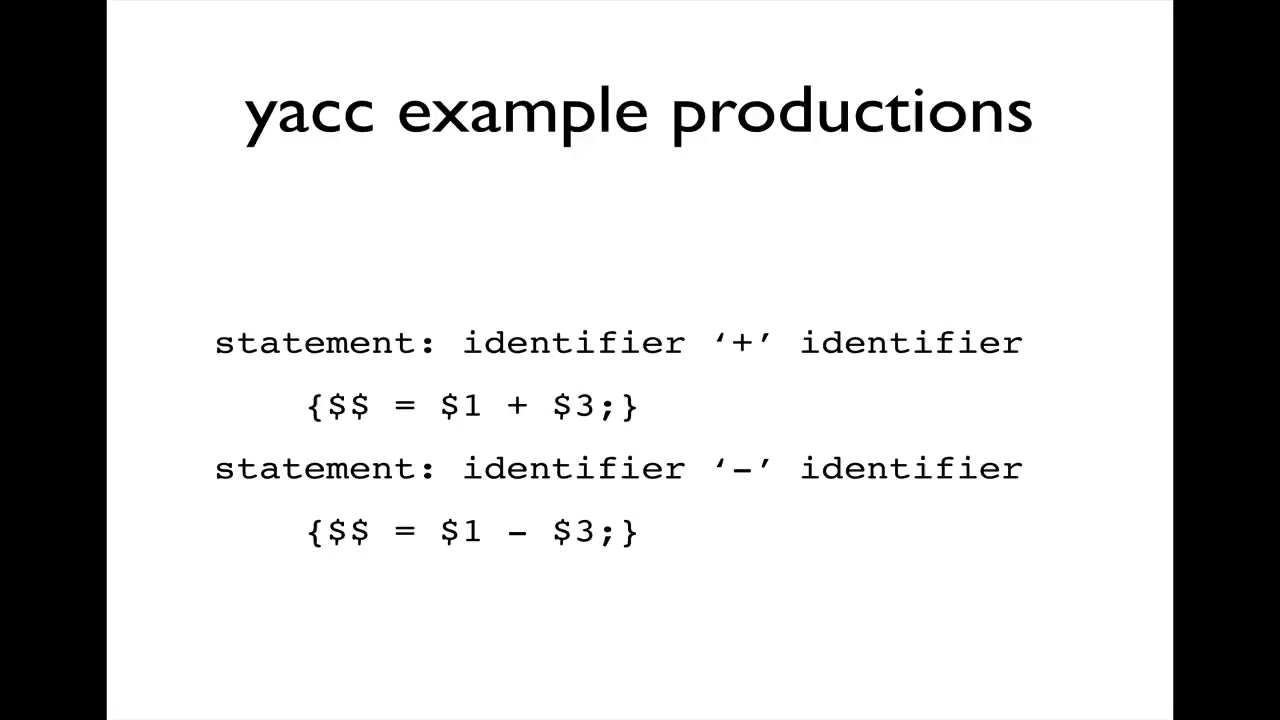 yacc example productions
statement: identifier ‘+’ identifier
{$$ = $1 + $3;}
statement: identifier ‘-’ identifier
{$$ = $1 - $3;}